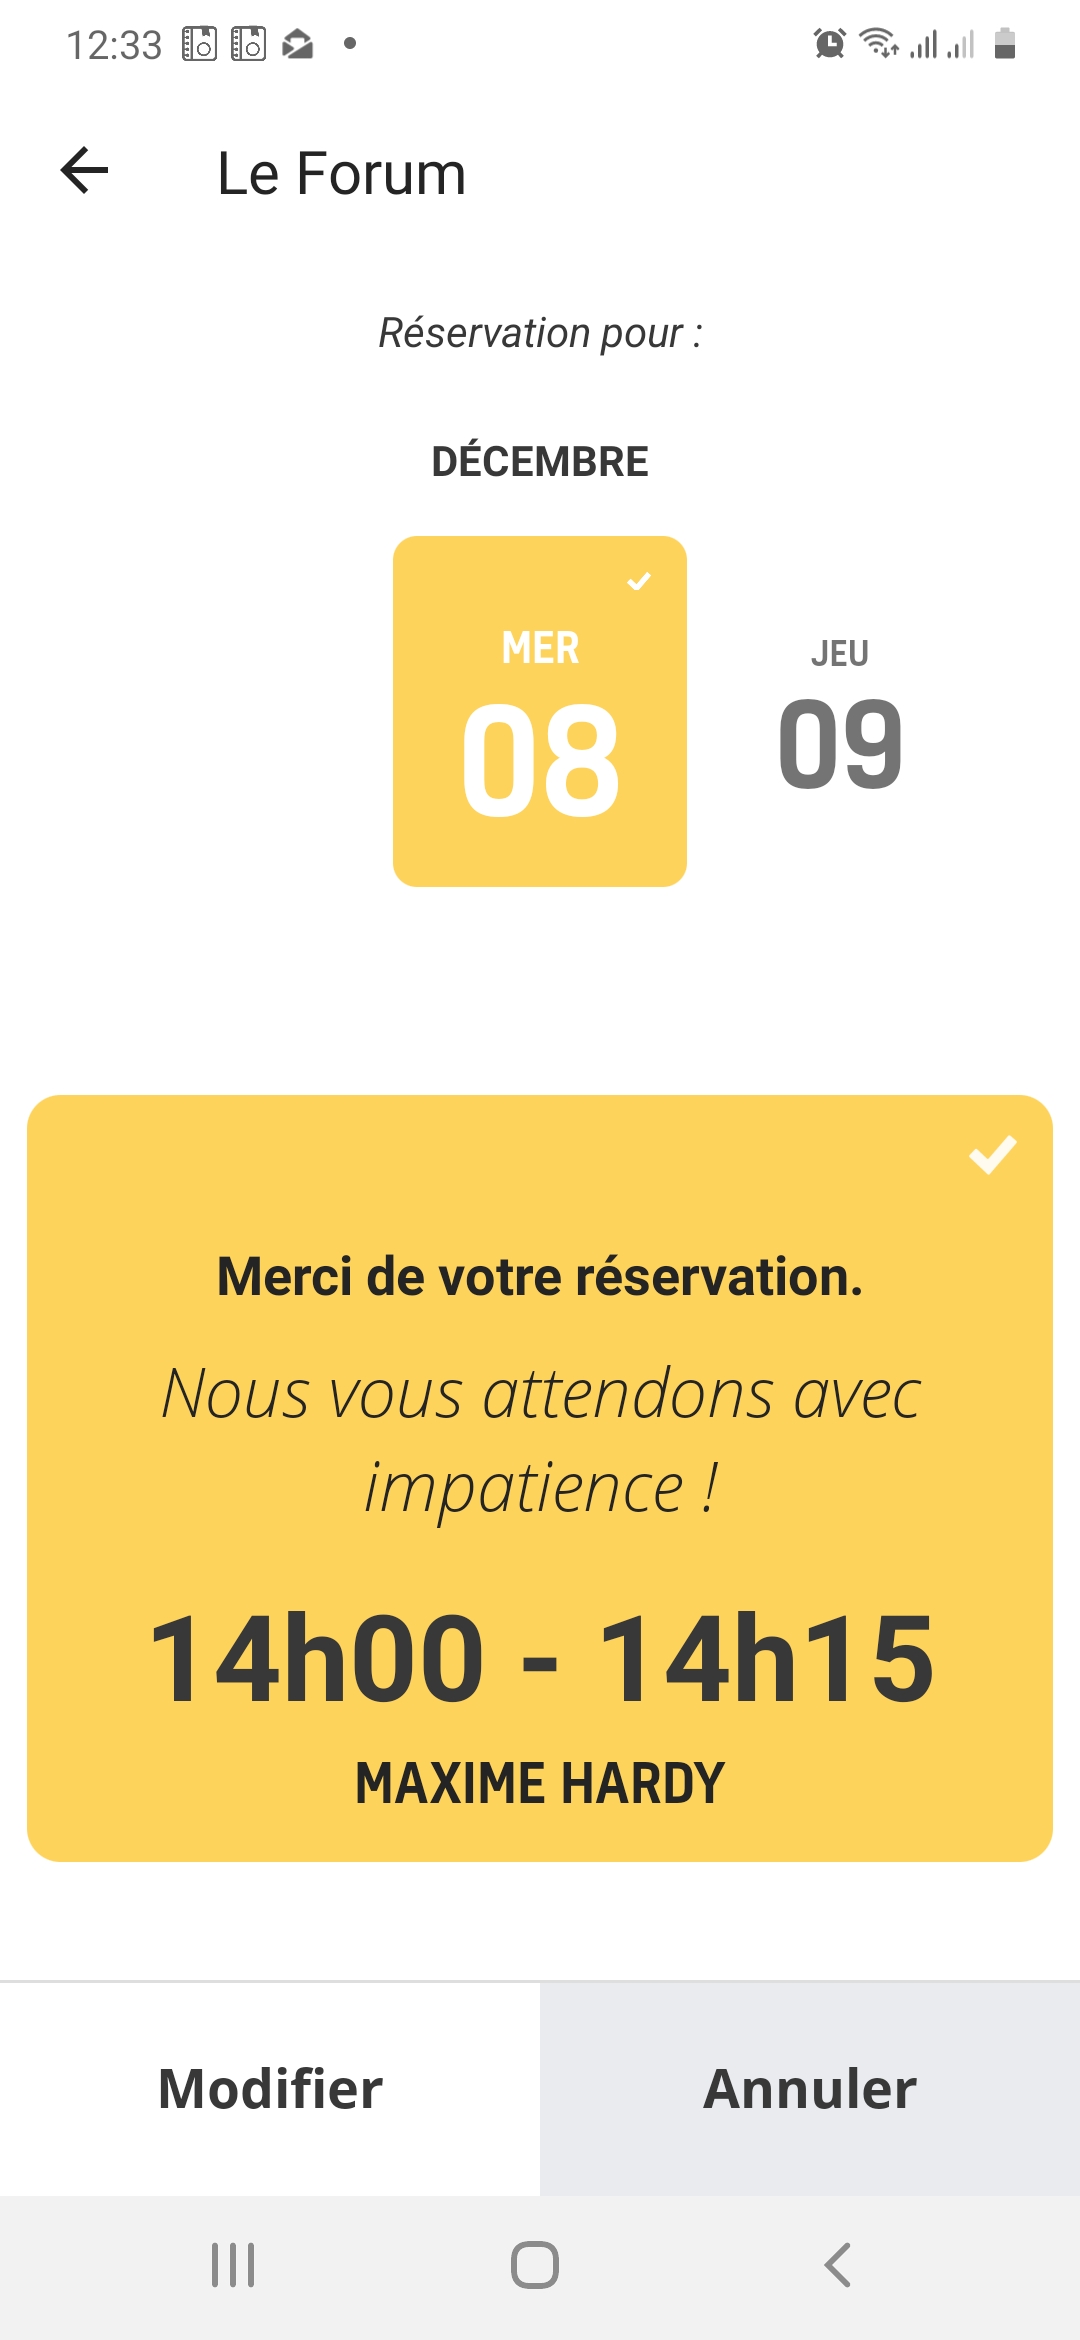 12:33
Le Forum
Réservation pour :
DÉCEMBRE
MER
08
JEU
09
Merci de votre réservation.
Nous vous attendons avec
impatience !
14h00 - 14h15
MAXIME HARDY
Modifier
Annuler